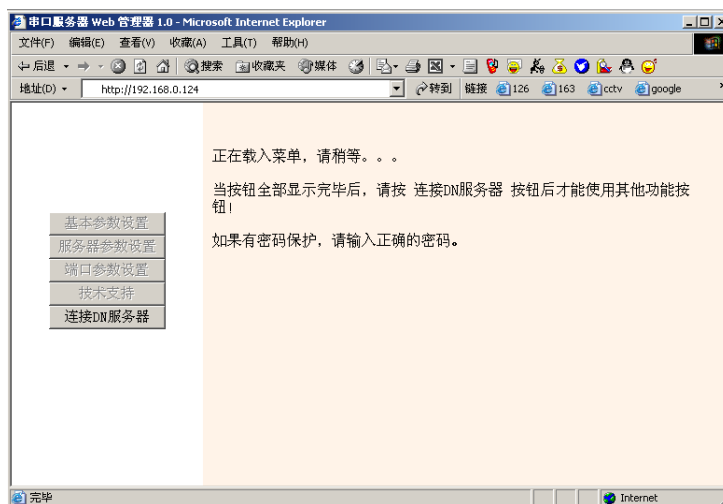 串口服务器 Web 管理器 1.0 - Microsoft Internet Explorer
文件(F) 编辑(E) 查看(V) 收藏(A) 工具(T) 帮助(H)
后退 搜索 收藏夹 媒体
地址(D) http://192.168.0.124 转到 链接 126 163 cctv google
正在载入菜单，请稍等。。。
当按钮全部显示完毕后，请按 连接DN服务器 按钮后才能使用其他功能按
钮！
如果有密码保护，请输入正确的密码。
基本参数设置
服务器参数设置
端口参数设置
技术支持
连接DN服务器
完毕 Internet